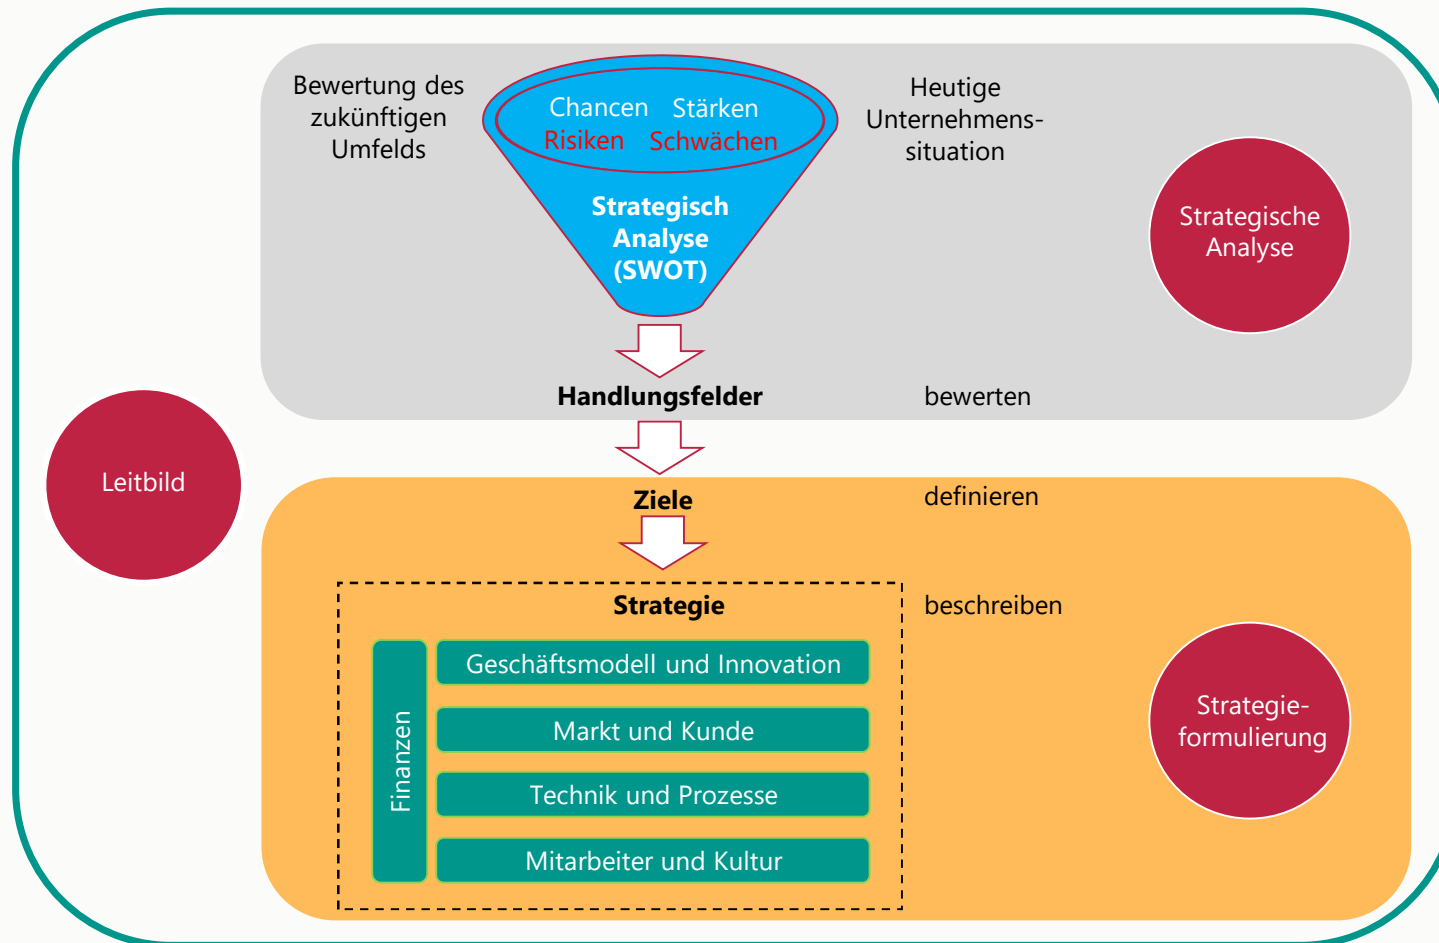 Bewertung des
zukünftigen
Umfelds
Chancen Stärken
Risiken Schwächen
Strategisch
Analyse
(SWOT)
Heutige
Unternehmens-
situation
Strategische
Analyse
Handlungsfelder
bewerten
Leitbild
Ziele
definieren
Strategie
beschreiben
Finanzen
Geschäftsmodell und Innovation
Markt und Kunde
Technik und Prozesse
Mitarbeiter und Kultur
Strategie-
formulierung